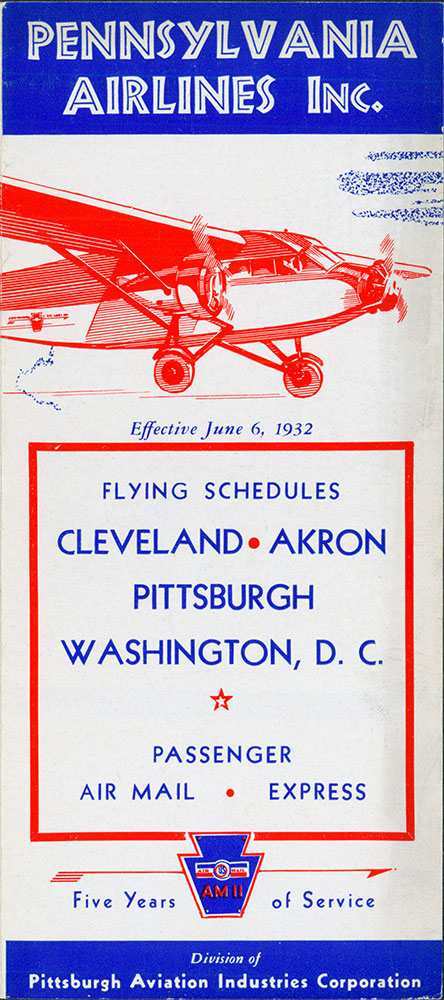 PENNSYLVANIA
AIRLINES INC.
Effective June 6, 1932
FLYING SCHEDULES
CLEVELAND • AKRON
PITTSBURGH
WASHINGTON, D. C.
PASSENGER
AIR MAIL • EXPRESS
AIR US MAIL
AM 11
Five Years of Service
Division of
Pittsburgh Aviation Industries Corporation